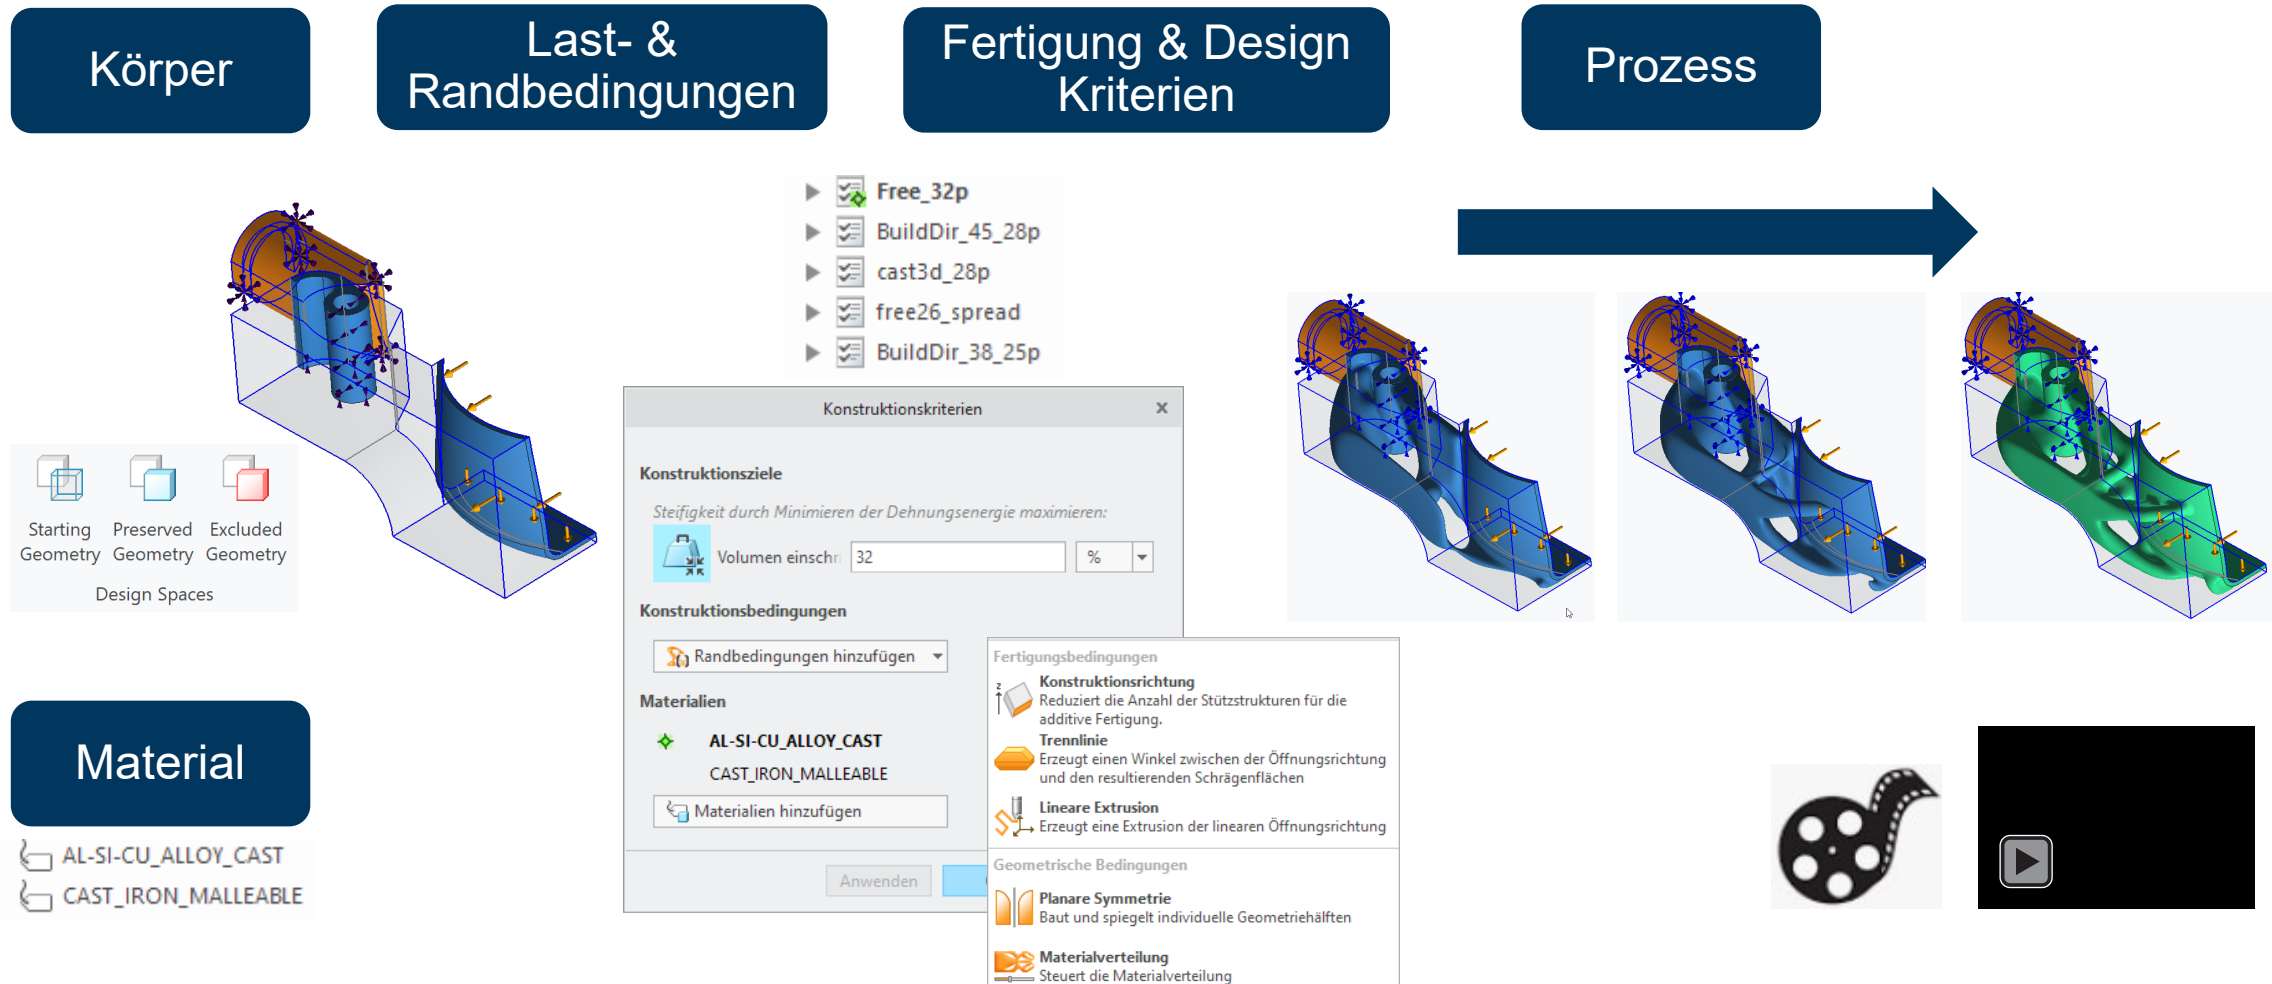 Körper
Last- &
Randbedingungen
Fertigung & Design
Kriterien
Prozess
Free_32p
BuildDir_45_28p
cast3d_28p
free26_spread
BuildDir_38_25p
Starting
Geometry
Preserved
Geometry
Excluded
Geometry
Design Spaces
Konstruktionskriterien
Konstruktionsziele
Steifigkeit durch Minimieren der Dehnungsenergie maximieren:
Volumen einschr 32 %
Konstruktionsbedingungen
Randbedingungen hinzufügen
Materialien
AL-SI-CU_ALLOY_CAST
CAST_IRON_MALLEABLE
Materialien hinzufügen
Anwenden
Fertigungsbedingungen
z
Konstruktionsrichtung
Reduziert die Anzahl der Stützstrukturen für die
additive Fertigung.
Trennlinie
Erzeugt einen Winkel zwischen der Öffnungsrichtung
und den resultierenden Schrägenflächen
Lineare Extrusion
Erzeugt eine Extrusion der linearen Öffnungsrichtung
Geometrische Bedingungen
Planare Symmetrie
Baut und spiegelt individuelle Geometriehälften
Materialverteilung
Steuert die Materialverteilung
Material
AL-SI-CU_ALLOY_CAST
CAST_IRON_MALLEABLE